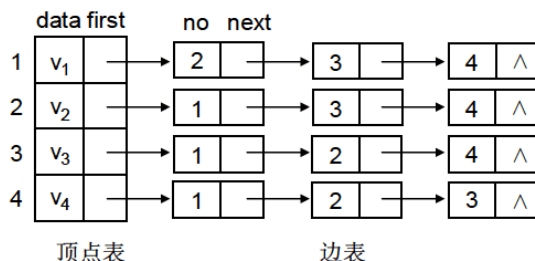 data first no next
1 v₁ 2 3 4 ∧
2 v₂ 1 3 4 ∧
3 v₃ 1 2 4 ∧
4 v₄ 1 2 3 ∧
顶点表 边表